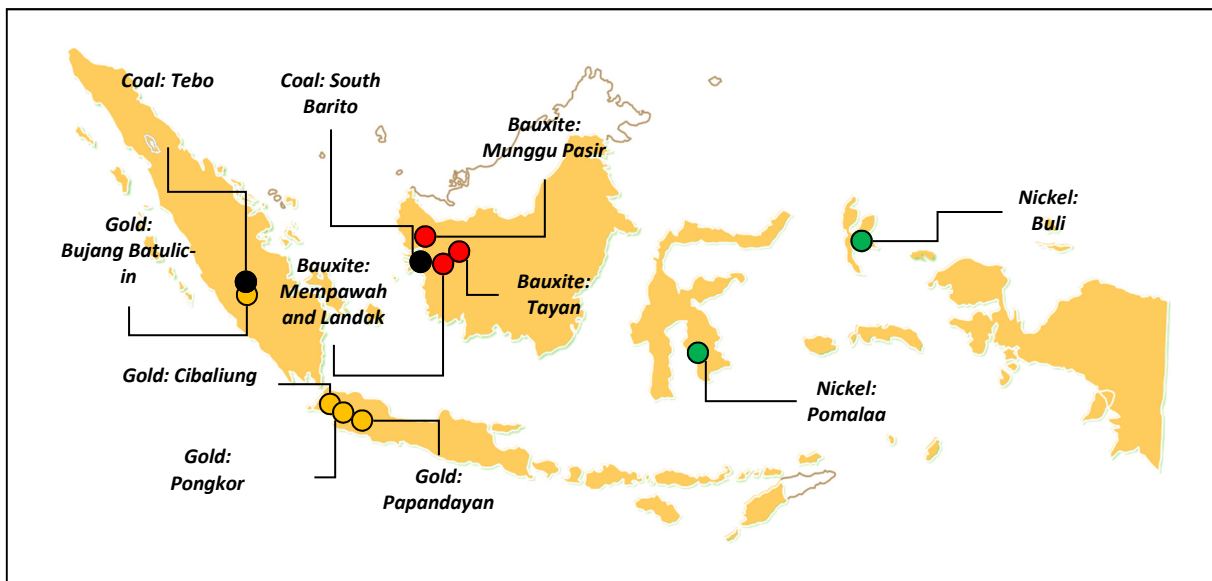 Coal: Tebo
Coal: South
Barito
Bauxite:
Munggu Pasir
Nickel:
Buli
Gold:
Bujang Batulic-
in
Bauxite:
Mempawah
and Landak
Bauxite:
Tayan
Gold: Cibaliung
Nickel:
Pomalaa
Gold:
Pongkor
Gold:
Papandayan